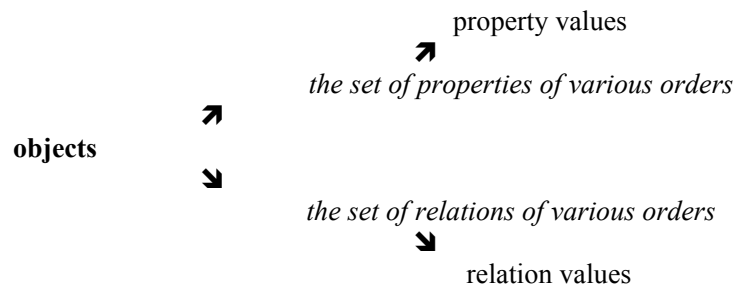 property values
the set of properties of various orders
objects
the set of relations of various orders
relation values